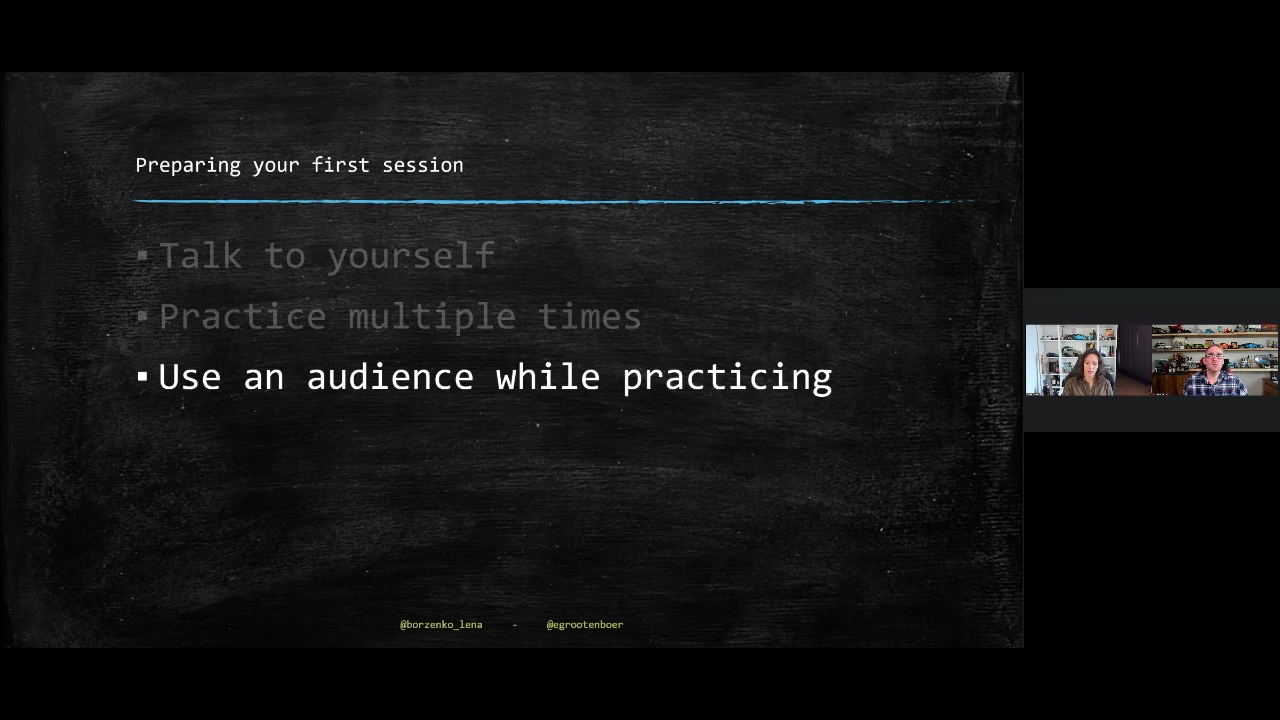 Preparing your first session
▪ Talk to yourself
▪ Practice multiple times
▪ Use an audience while practicing
@borzenko_lena - @egrootenboer